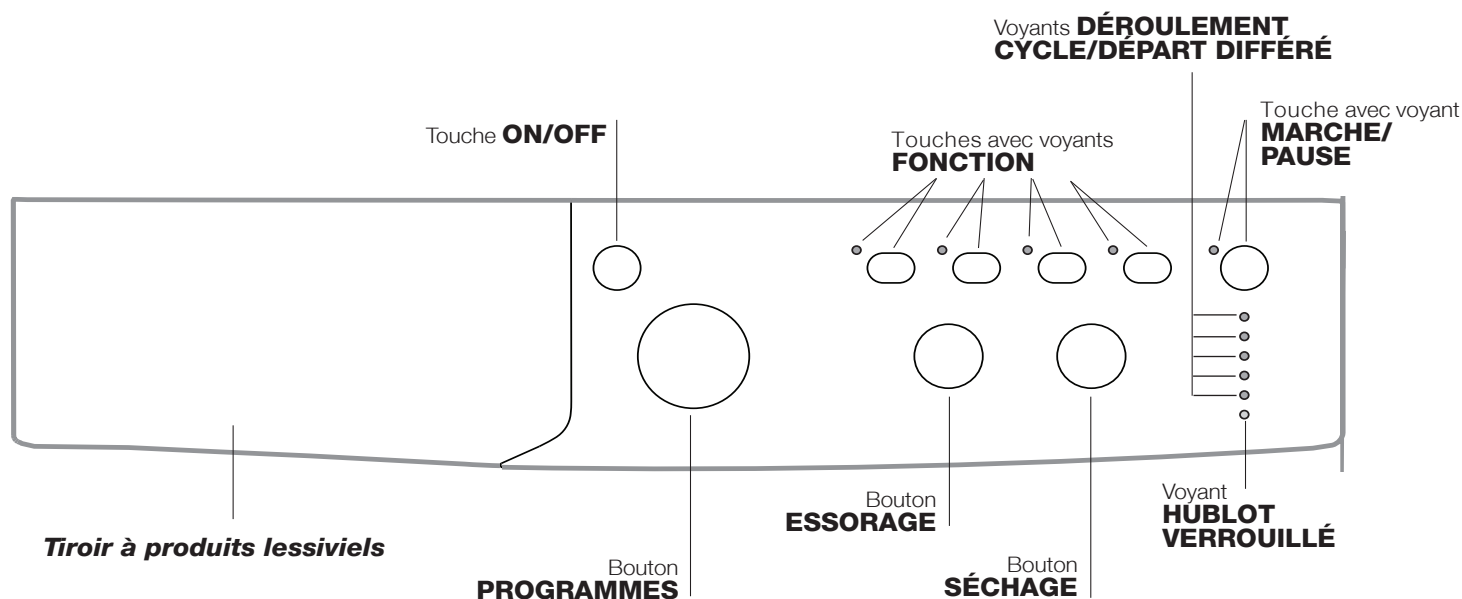 Voyants DÉROULEMENT
CYCLE/DÉPART DIFFÉRÉ
Touche avec voyant
MARCHE/
PAUSE
Touche ON/OFF
Touches avec voyants
FONCTION
Tiroir à produits lessiviels
Bouton
PROGRAMMES
Bouton
ESSORAGE
Bouton
SÉCHAGE
Voyant
HUBLOT
VERROUILLÉ